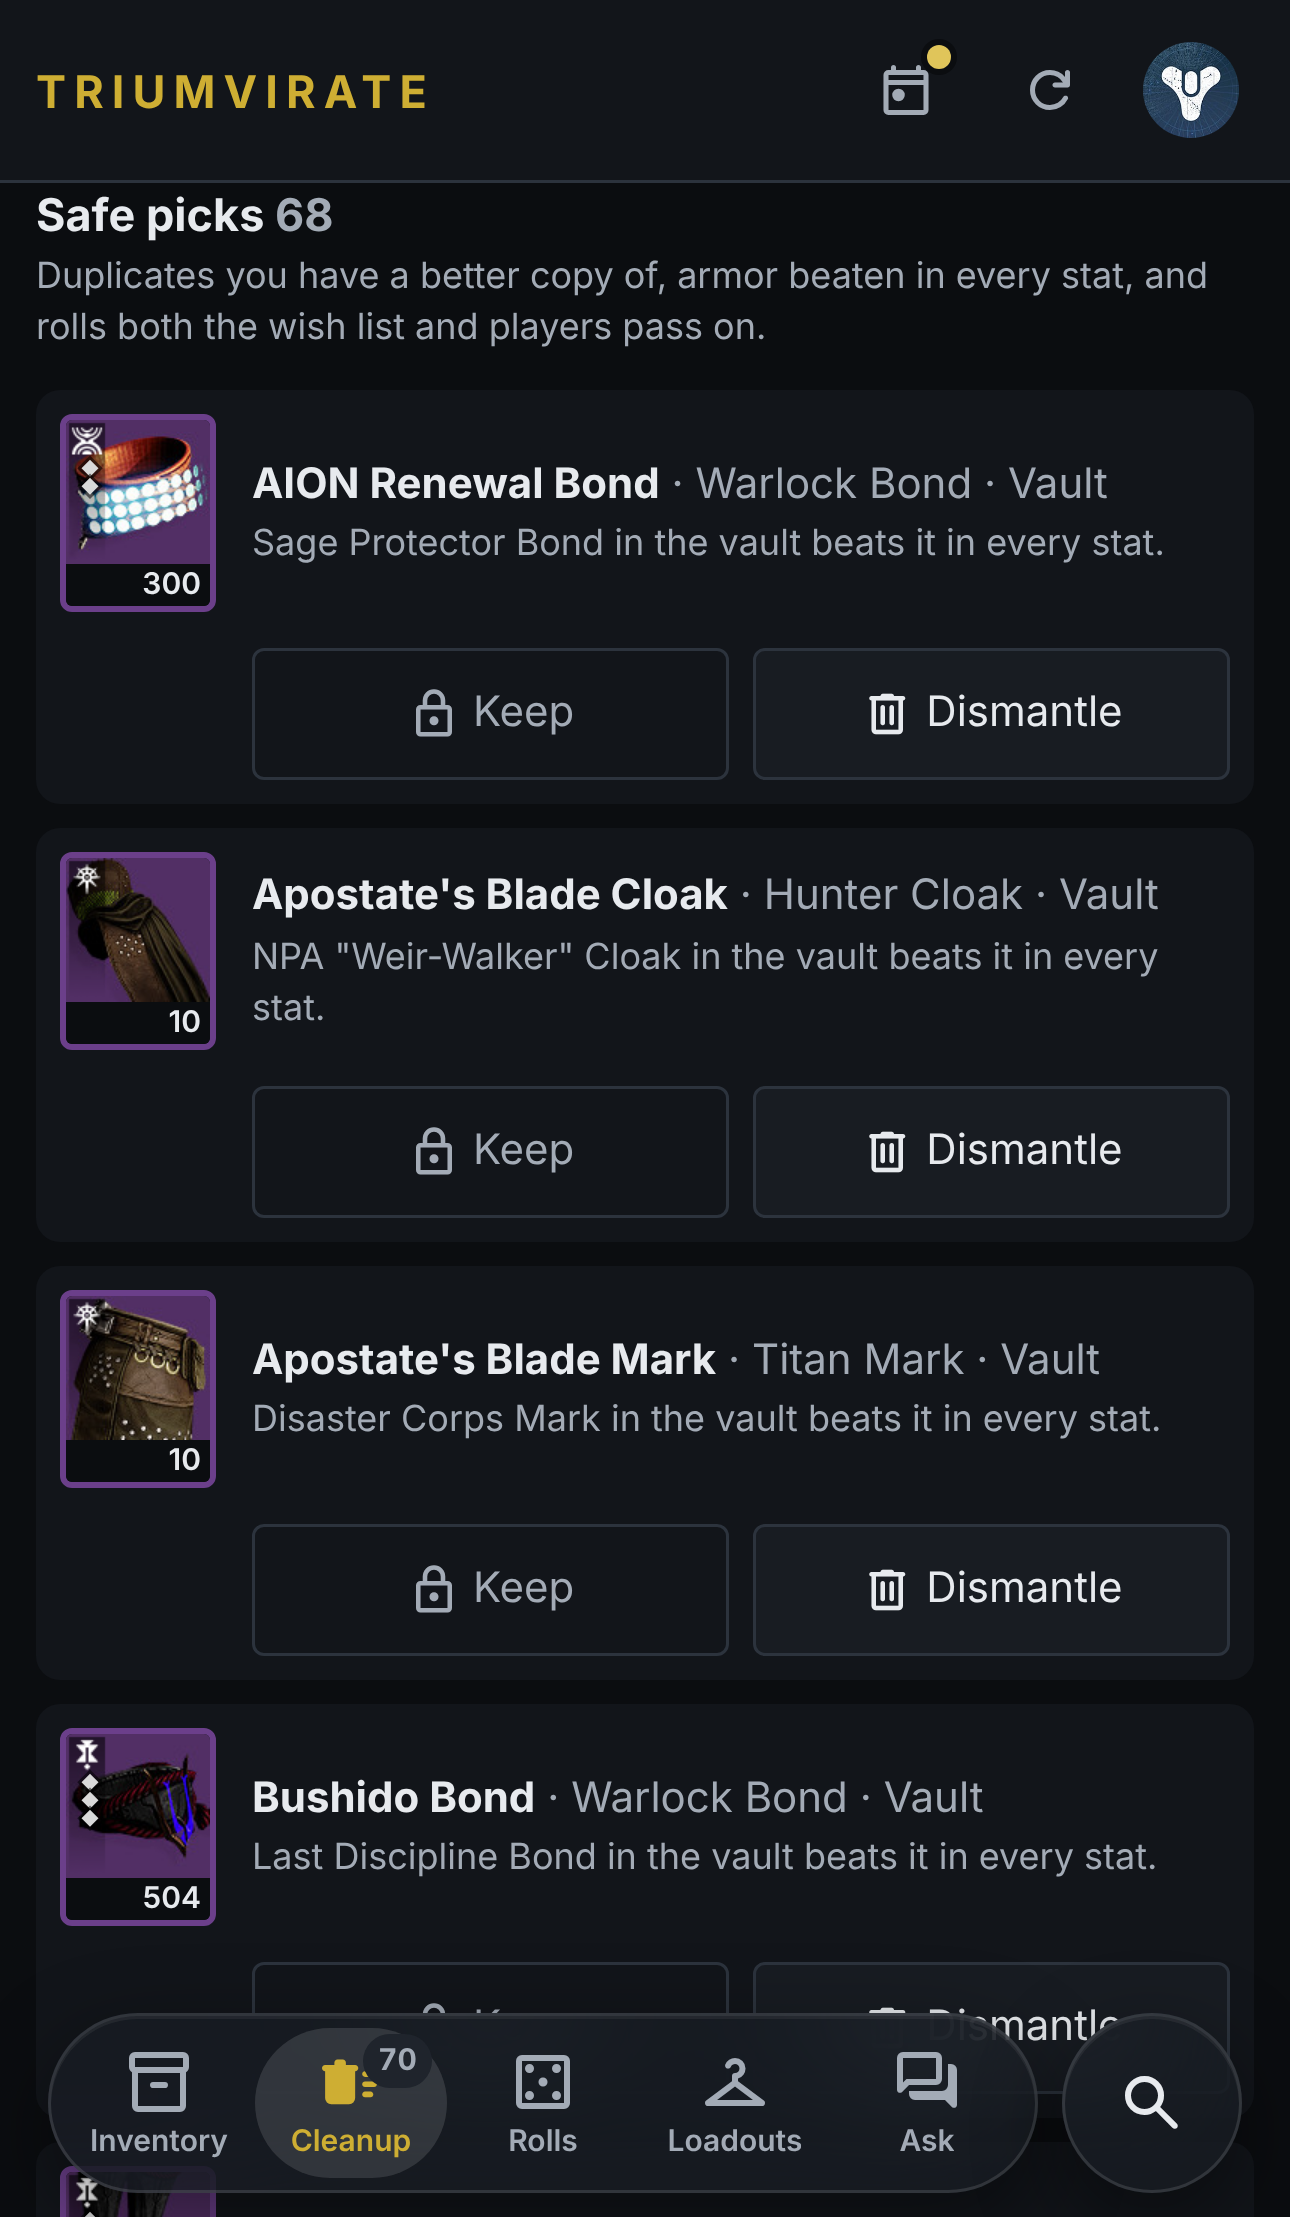 TRIUMVIRATE
Safe picks 68
Duplicates you have a better copy of, armor beaten in every stat, and
rolls both the wish list and players pass on.
AION Renewal Bond · Warlock Bond · Vault
Sage Protector Bond in the vault beats it in every stat.
300
Keep
Dismantle
Apostate's Blade Cloak · Hunter Cloak · Vault
NPA "Weir-Walker" Cloak in the vault beats it in every
stat.
10
Keep
Dismantle
Apostate's Blade Mark · Titan Mark · Vault
Disaster Corps Mark in the vault beats it in every stat.
10
Keep
Dismantle
Bushido Bond · Warlock Bond · Vault
Last Discipline Bond in the vault beats it in every stat.
504
Dismantle
70
Inventory
Cleanup
Rolls
Loadouts
Ask